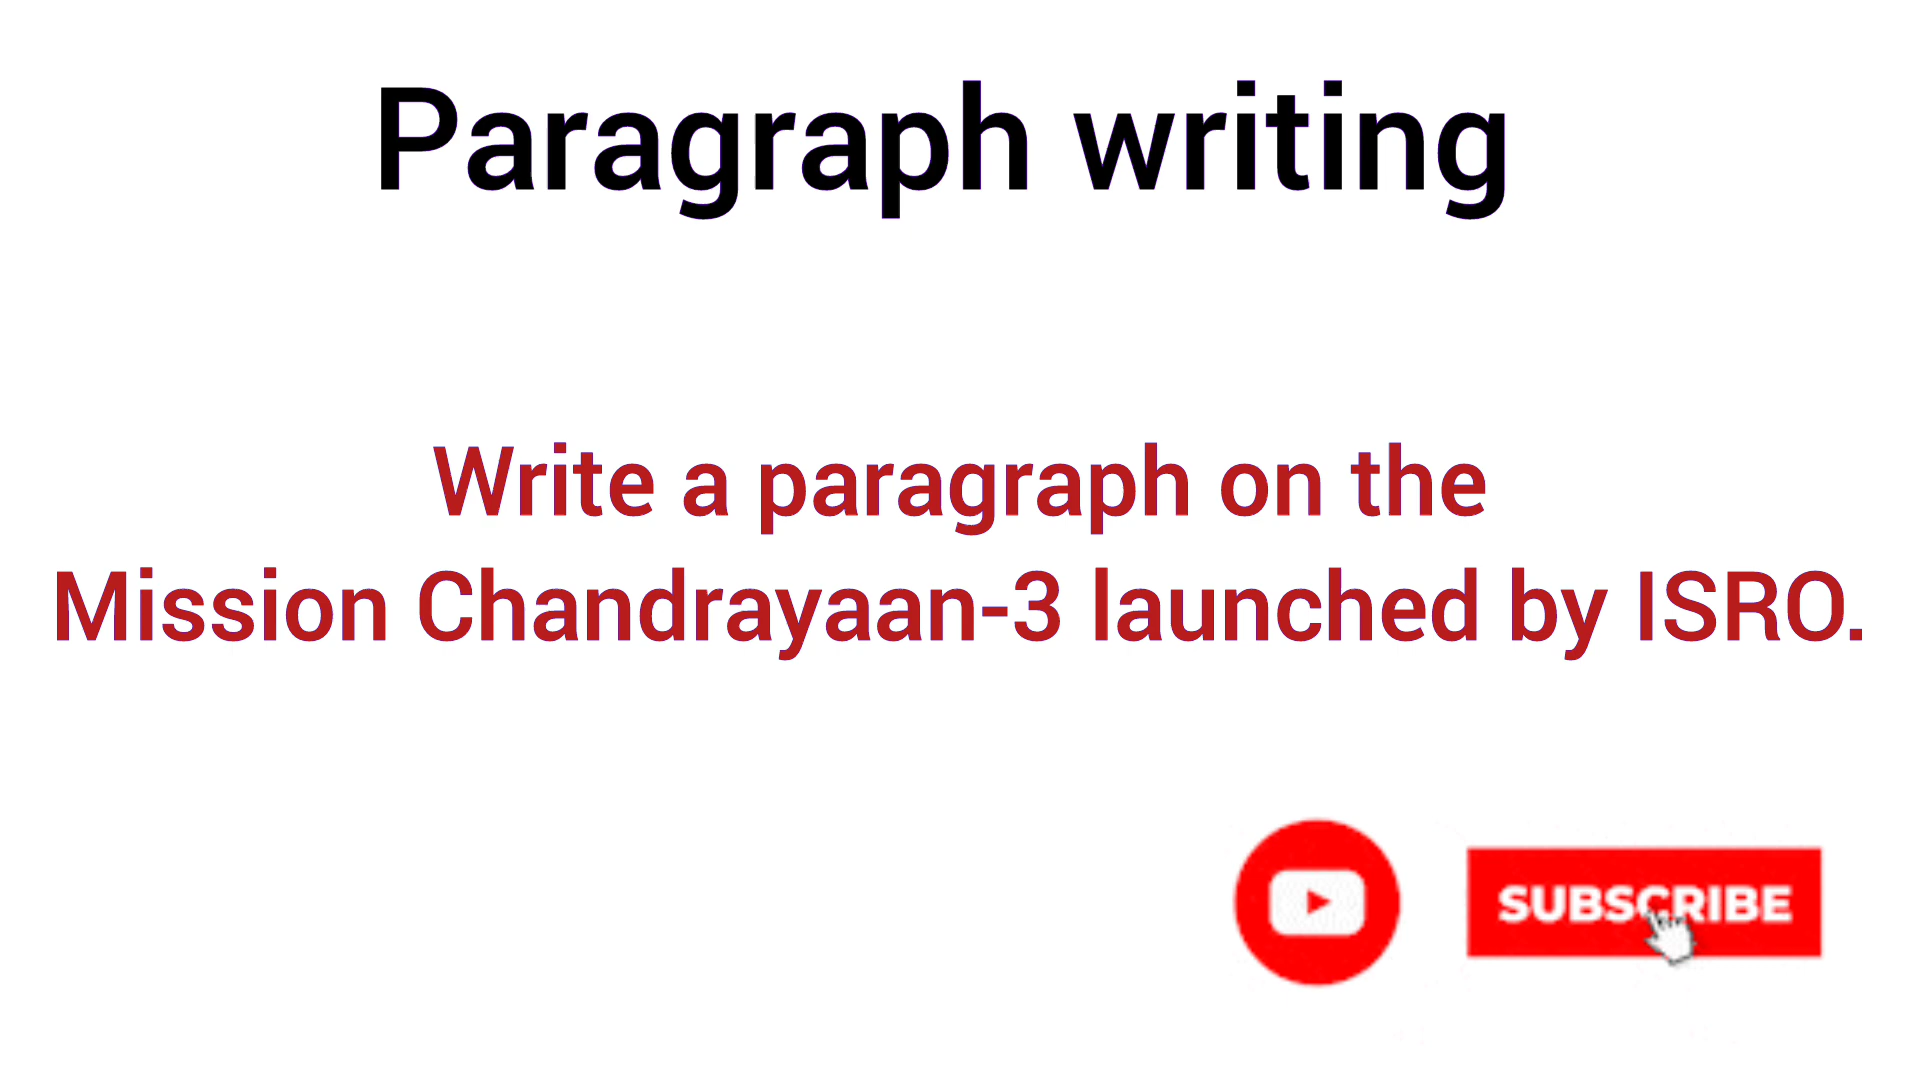 Paragraph writing
Write a paragraph on the
Mission Chandrayaan-3 launched by ISRO.
SUBSCRIBE